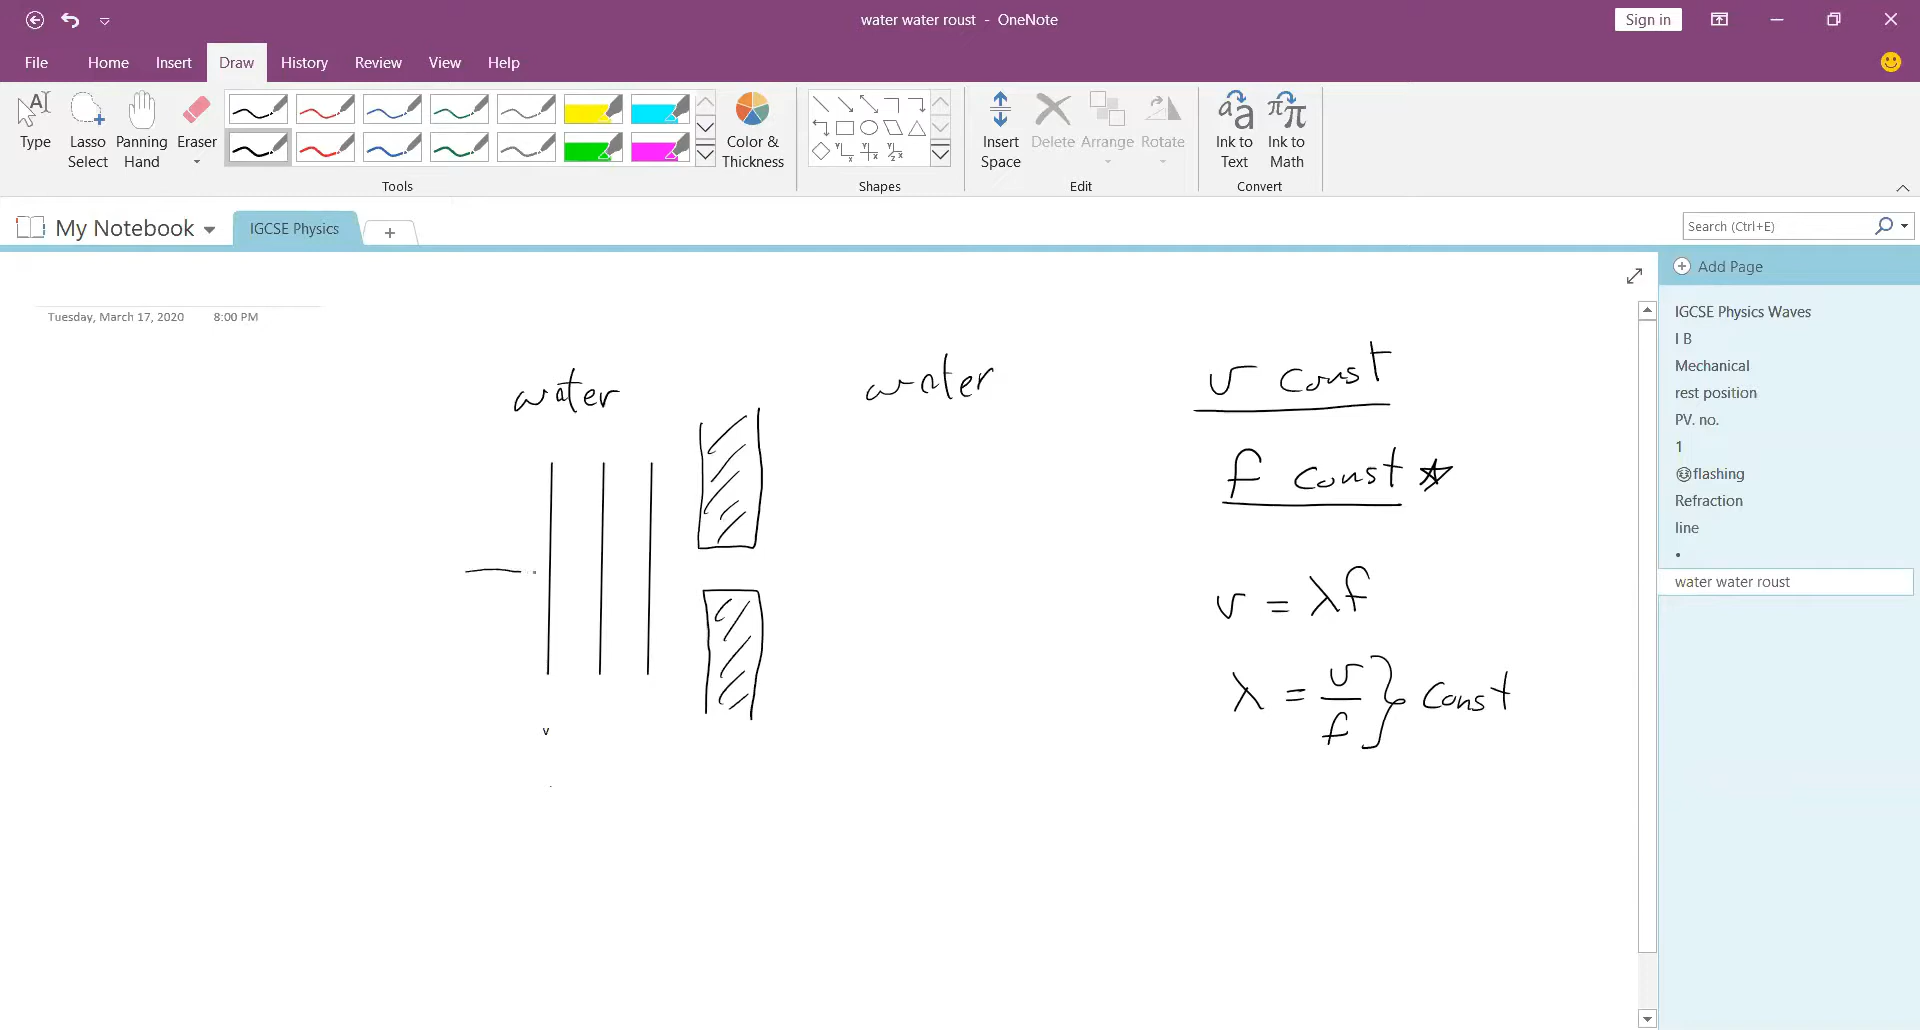 water water roust - OneNote
Sign in
File Home Insert Draw History Review View Help
Type
Lasso Select
Panning Hand
Eraser
Color & Thickness
Insert Space
Delete
Arrange
Rotate
Ink to Text
Ink to Math
Tools
Shapes
Edit
Convert
My Notebook
IGCSE Physics
Search (Ctrl+E)
Add Page
Tuesday, March 17, 2020 8:00 PM
water
water
v const
f const
v = λf
λ = v/f } const
v
IGCSE Physics Waves
I B
Mechanical
rest position
PV. no.
1
flashing
Refraction
line
•
water water roust